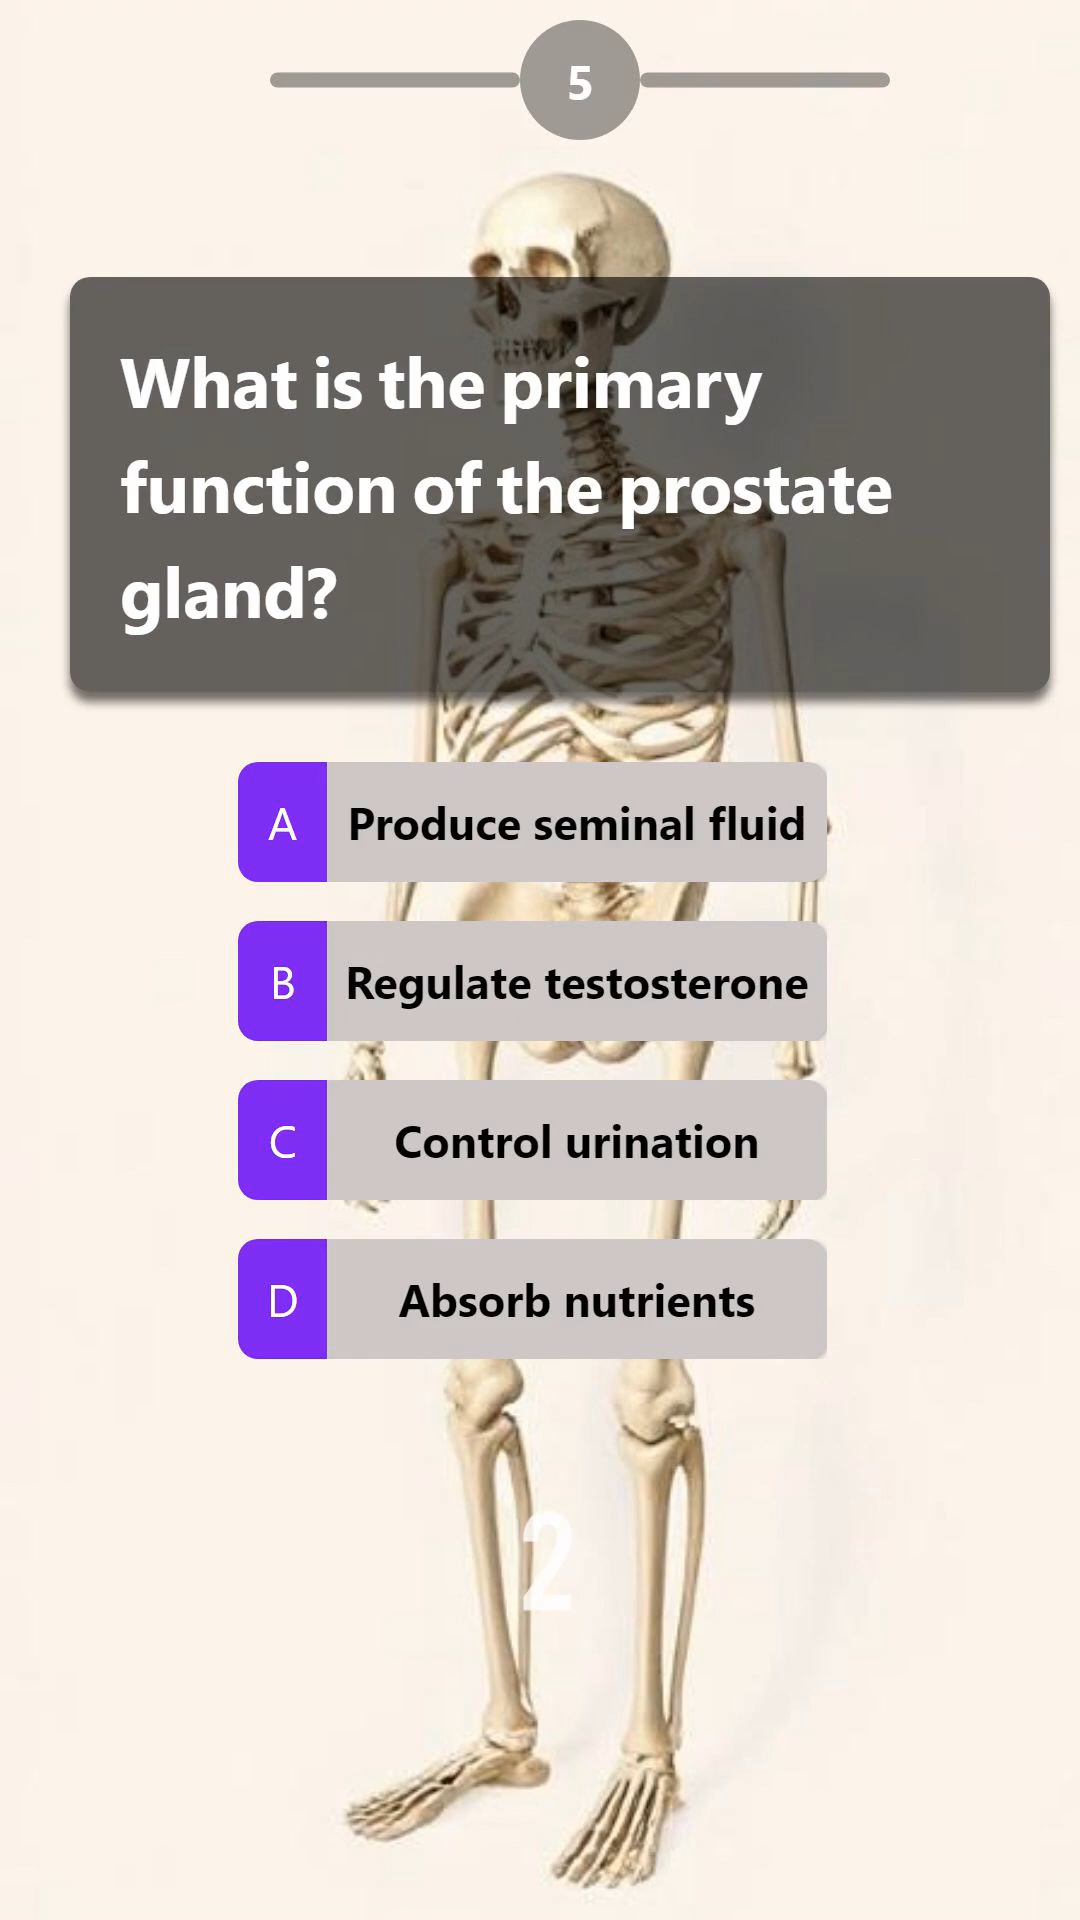 5
What is the primary
function of the prostate
gland?
A Produce seminal fluid
B Regulate testosterone
C Control urination
D Absorb nutrients
2